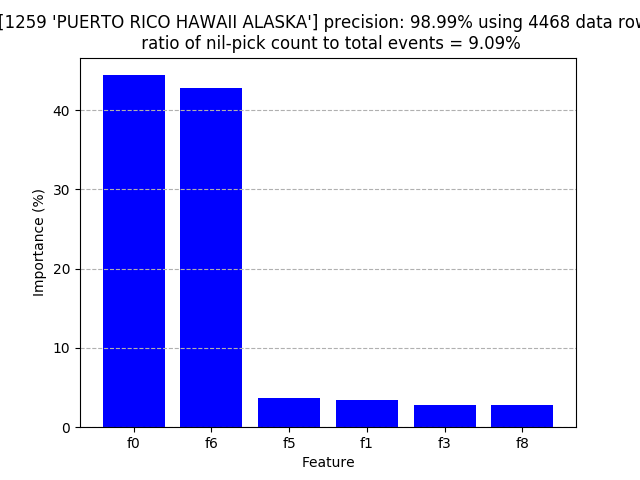 [1259 'PUERTO RICO HAWAII ALASKA'] precision: 98.99% using 4468 data
ratio of nil-pick count to total events = 9.09%
40
30
20
10
0
Importance (%)
f0 f6 f5 f1 f3 f8
Feature